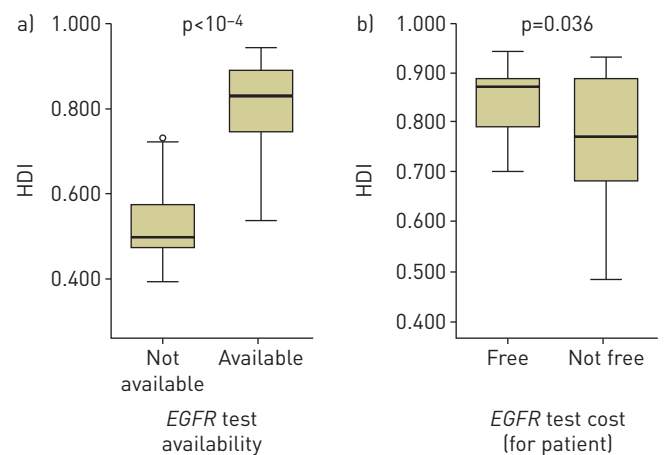 a)
p<10⁻⁴
1.000
0.800
0.600
0.400
HDI
Not
available
Available
EGFR test
availability
b)
p=0.036
1.000
0.900
0.800
0.700
0.600
0.500
0.400
HDI
Free
Not free
EGFR test cost
(for patient)